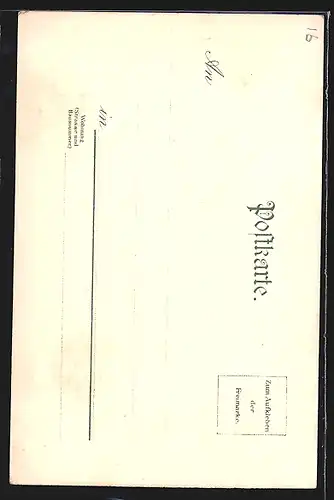 Postkarte.
Zum Aufkleben
der
Freimarke.
An
in
Wohnung
(Strasse und
Hausnummer)
16